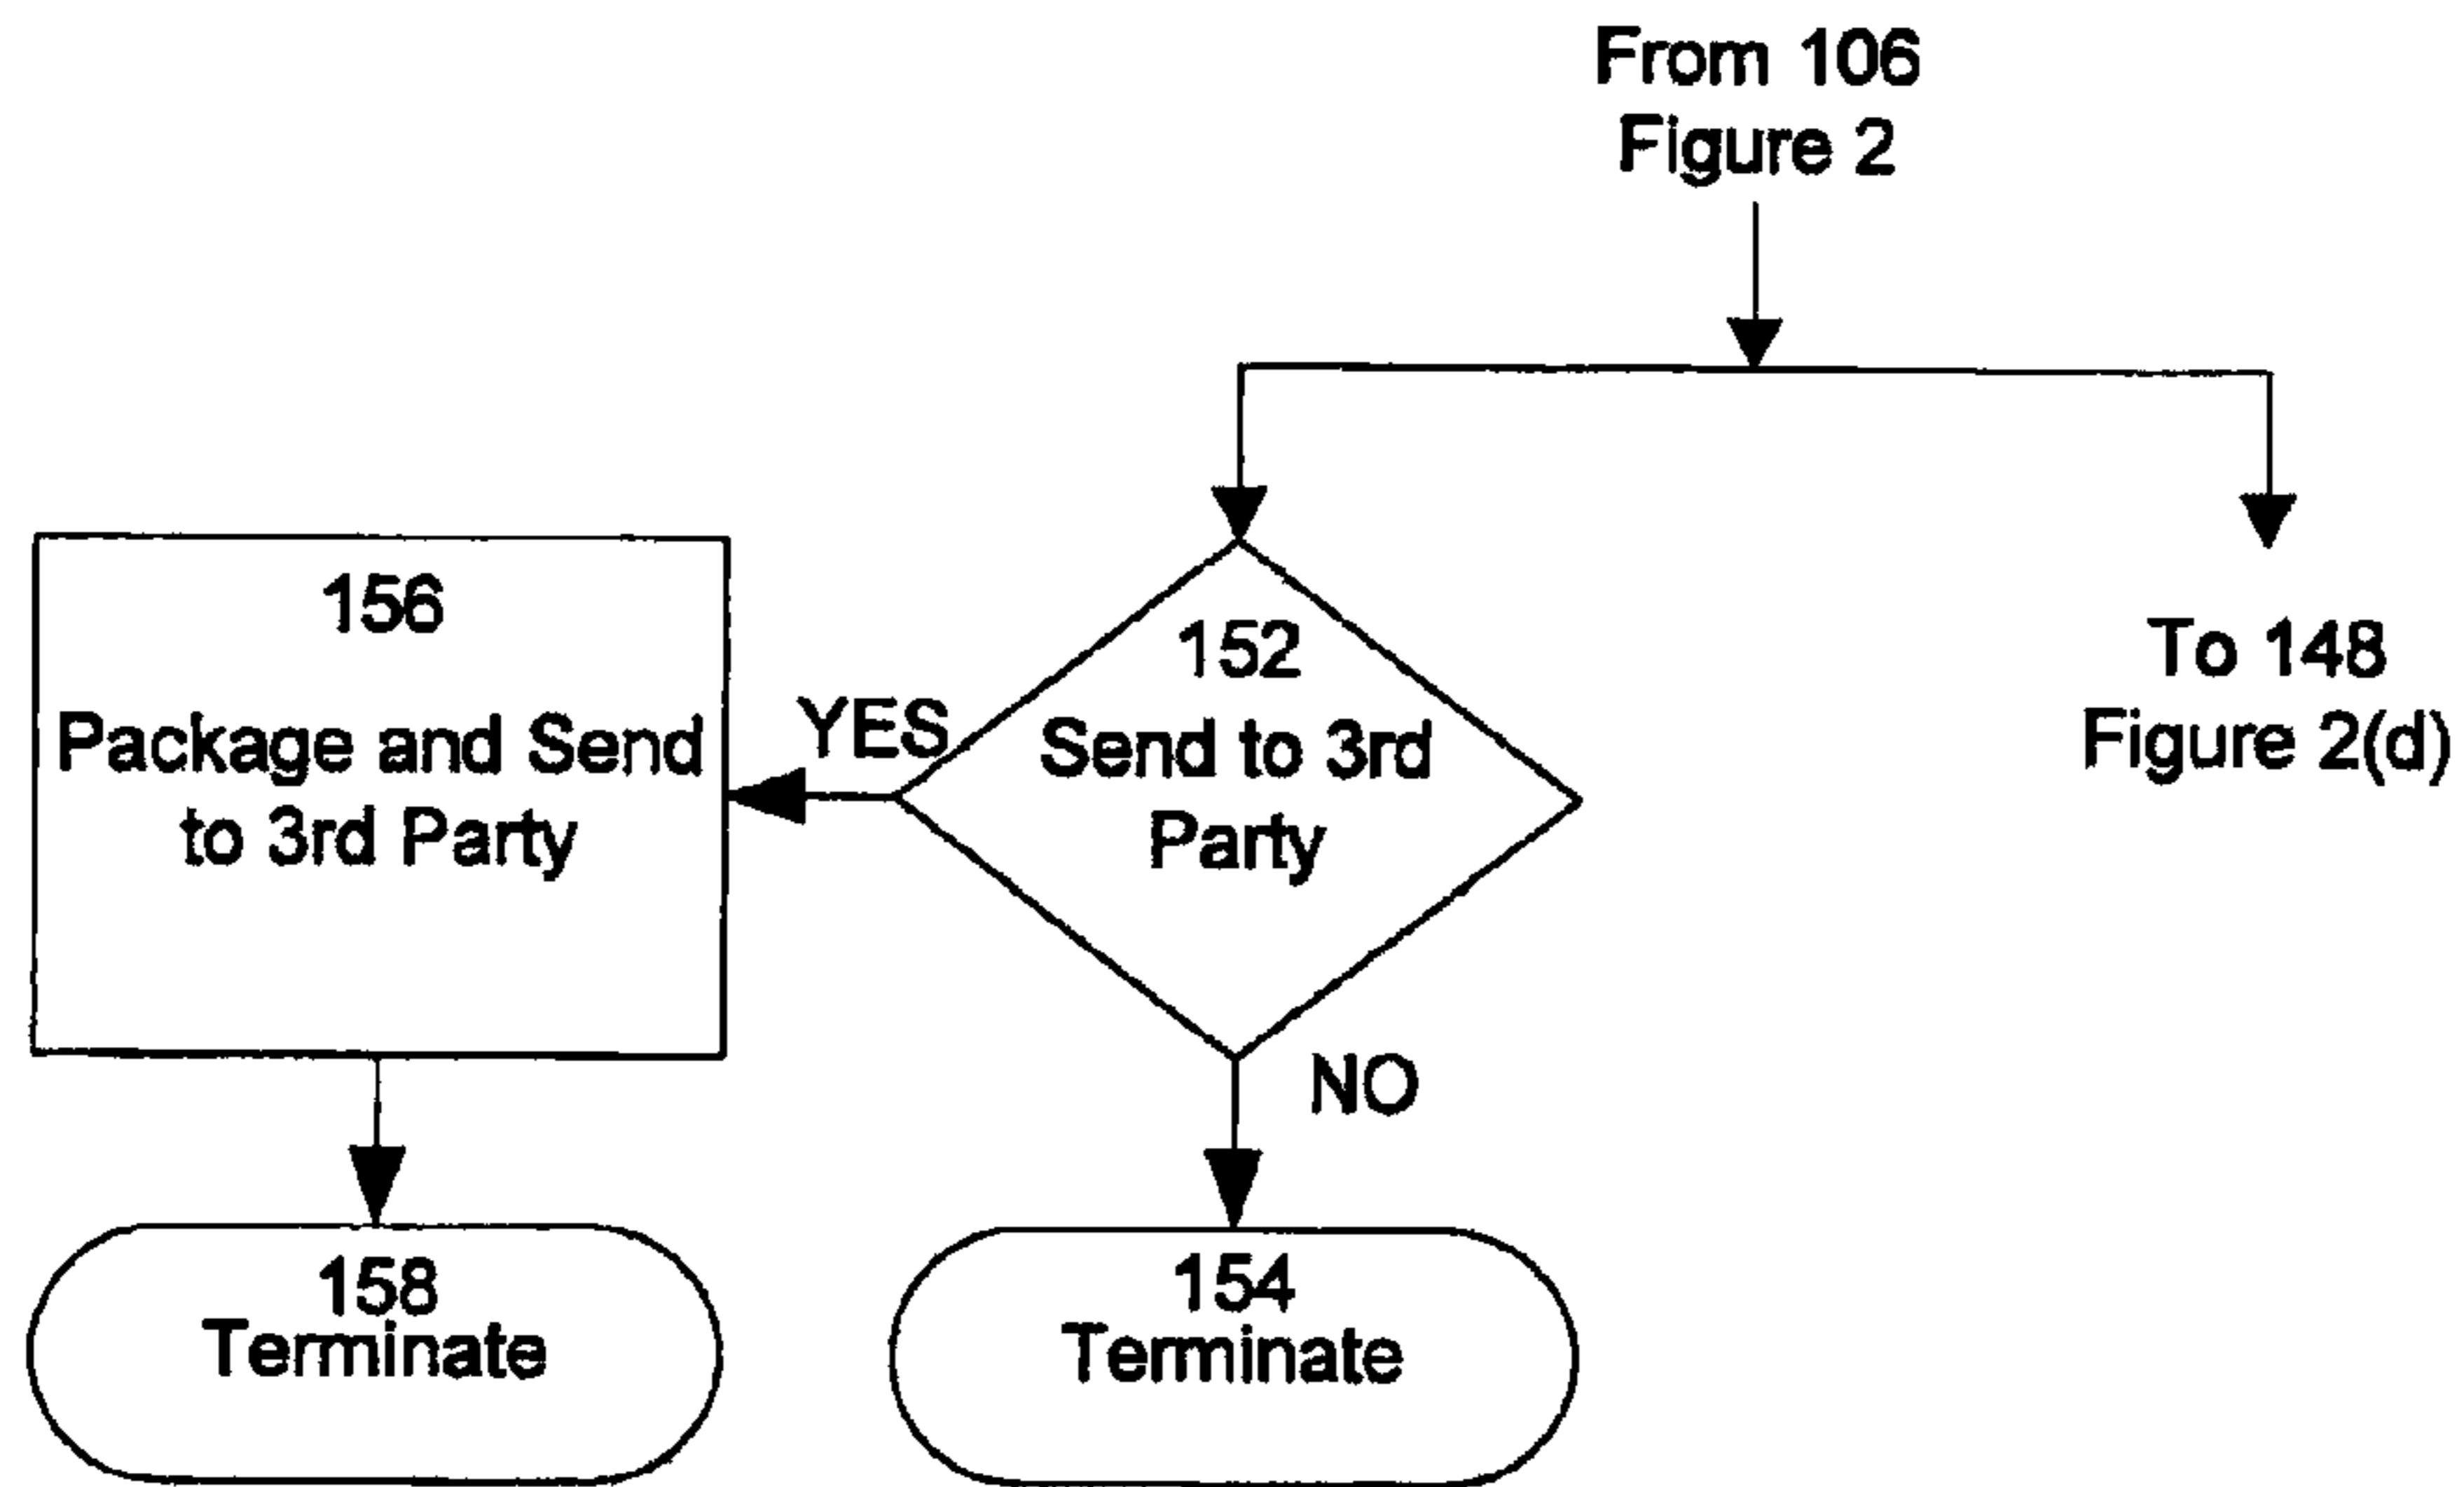 From 106
Figure 2
156
Package and Send
to 3rd Party
YES
152
Send to 3rd
Party
To 148
Figure 2(d)
NO
158
Terminate
154
Terminate